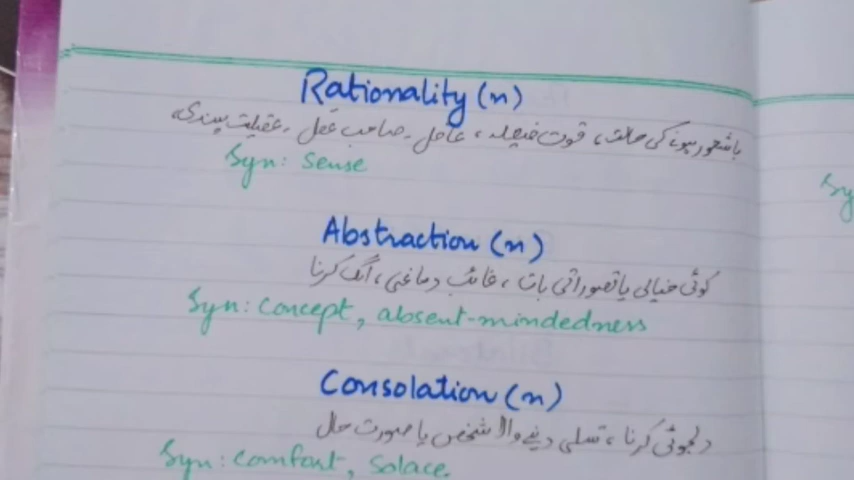 Rationality (n)
باشعور ہونے کی حالت، قوت فیصلہ، عاقل۔ صاحب عقل۔ عقلیت پسندی۔
Syn: Sense
Abstraction (n)
کوئی خیالی یا تصوراتی بات، غائب دماغی، الگ کرنا
Syn: Concept, absent-mindedness
Consolation (n)
دلجوئی کرنا، تسلی دینے والا شخص یا صورت حال
Syn: Comfort, Solace.
Sy